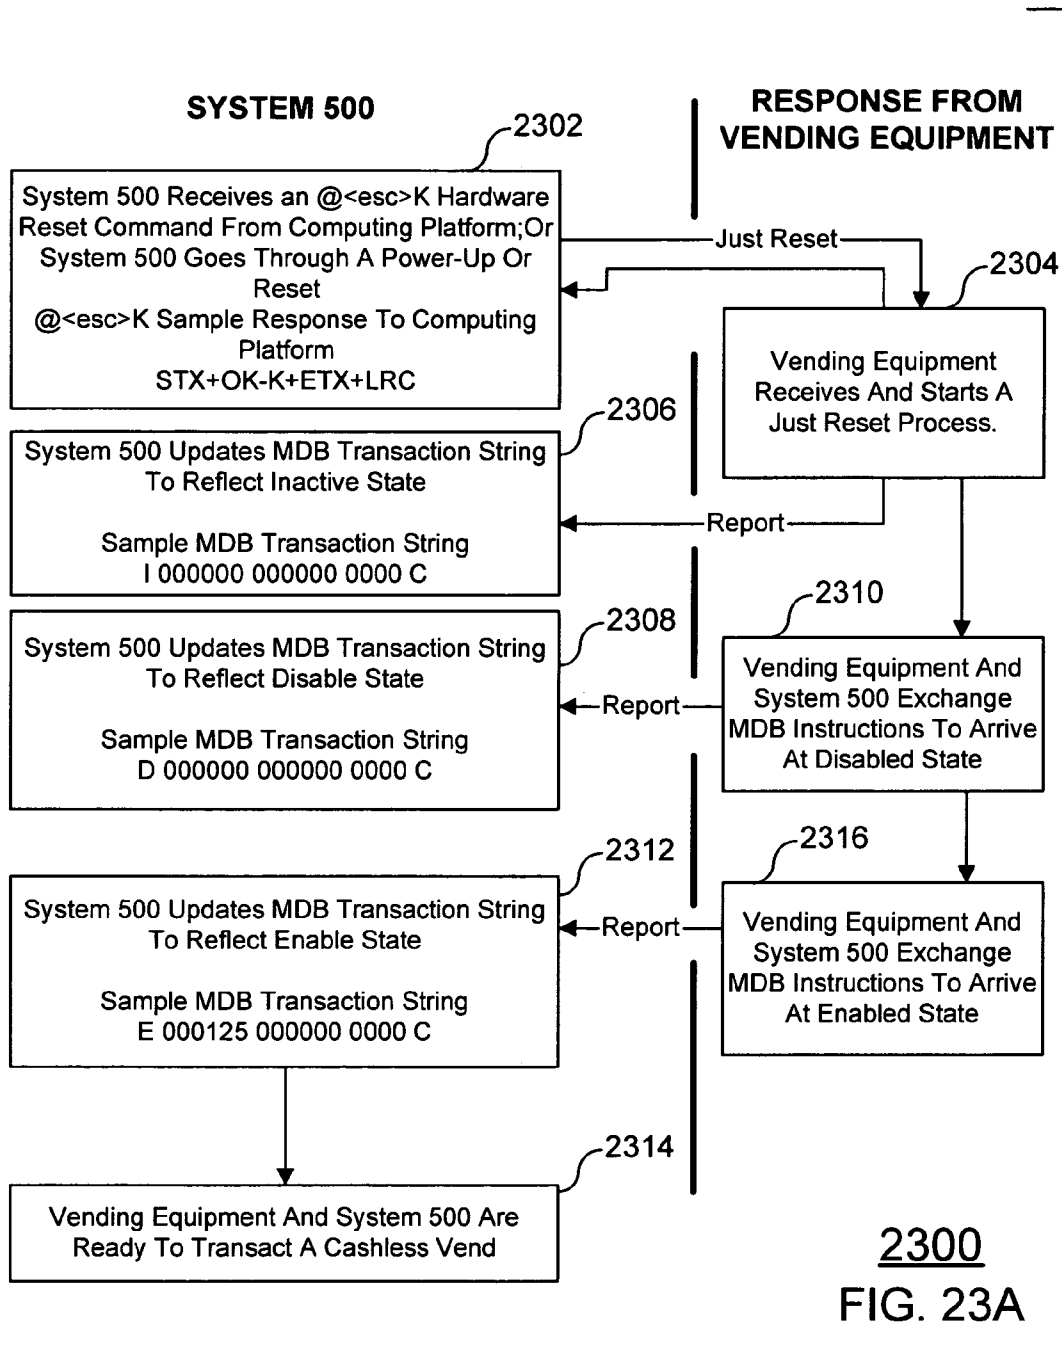 SYSTEM 500
RESPONSE FROM
VENDING EQUIPMENT
2302
System 500 Receives an @<esc>K Hardware
Reset Command From Computing Platform;Or
System 500 Goes Through A Power-Up Or
Reset
@<esc>K Sample Response To Computing
Platform
STX+OK-K+ETX+LRC
Just Reset
2304
Vending Equipment
Receives And Starts A
Just Reset Process.
2306
System 500 Updates MDB Transaction String
To Reflect Inactive State
Sample MDB Transaction String
I 000000 000000 0000 C
Report
2308
System 500 Updates MDB Transaction String
To Reflect Disable State
Sample MDB Transaction String
D 000000 000000 0000 C
Report
2310
Vending Equipment And
System 500 Exchange
MDB Instructions To Arrive
At Disabled State
2312
System 500 Updates MDB Transaction String
To Reflect Enable State
Sample MDB Transaction String
E 000125 000000 0000 C
Report
2316
Vending Equipment And
System 500 Exchange
MDB Instructions To Arrive
At Enabled State
2314
Vending Equipment And System 500 Are
Ready To Transact A Cashless Vend
2300
FIG. 23A